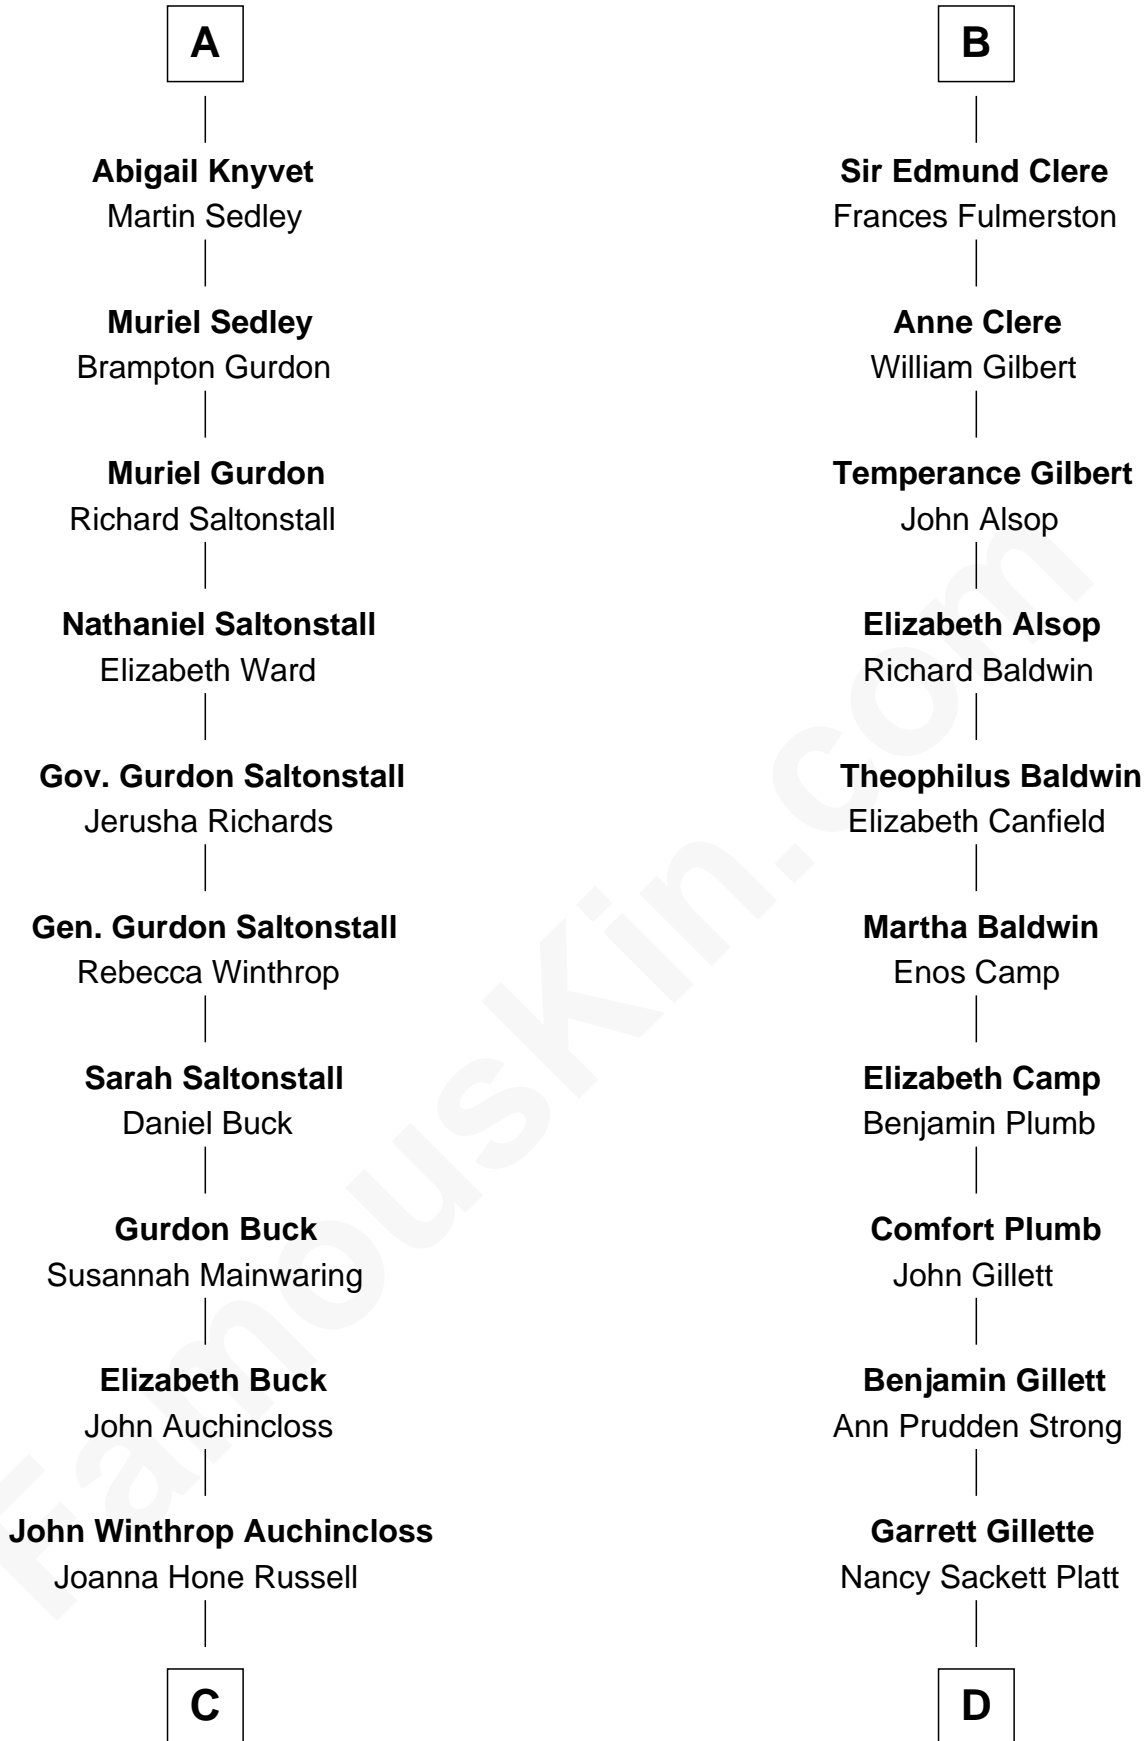 A
Abigail Knyvet
Martin Sedley
Muriel Sedley
Brampton Gurdon
Muriel Gurdon
Richard Saltonstall
Nathaniel Saltonstall
Elizabeth Ward
Gov. Gurdon Saltonstall
Jerusha Richards
Gen. Gurdon Saltonstall
Rebecca Winthrop
Sarah Saltonstall
Daniel Buck
Gurdon Buck
Susannah Mainwaring
Elizabeth Buck
John Auchincloss
John Winthrop Auchincloss
Joanna Hone Russell
C
B
Sir Edmund Clere
Frances Fulmerston
Anne Clere
William Gilbert
Temperance Gilbert
John Alsop
Elizabeth Alsop
Richard Baldwin
Theophilus Baldwin
Elizabeth Canfield
Martha Baldwin
Enos Camp
Elizabeth Camp
Benjamin Plumb
Comfort Plumb
John Gillett
Benjamin Gillett
Ann Prudden Strong
Garrett Gillette
Nancy Sackett Platt
D
FamousKin.com